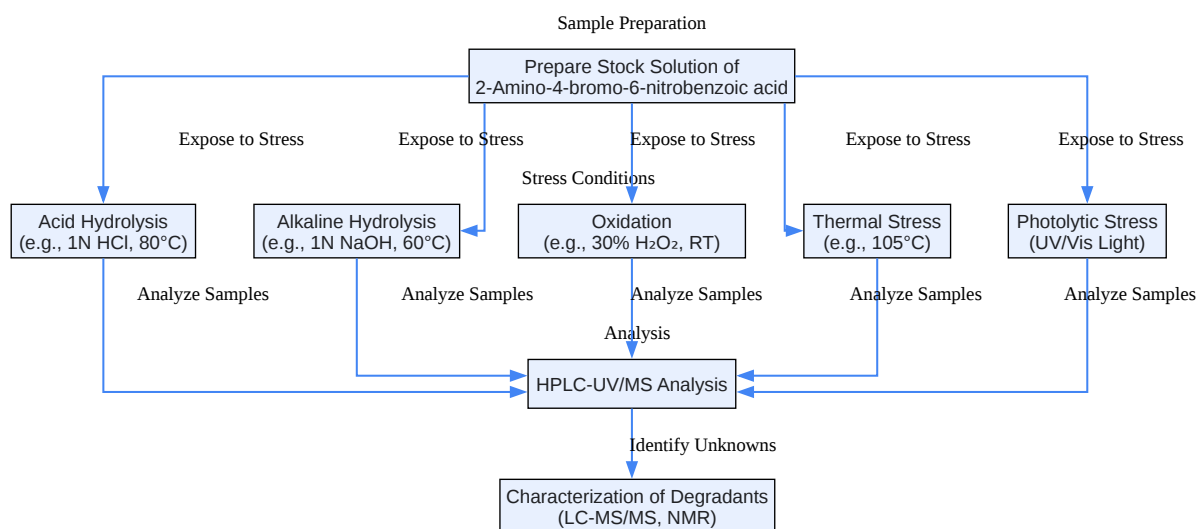 Sample Preparation
Prepare Stock Solution of
2-Amino-4-bromo-6-nitrobenzoic acid
Expose to Stress
Expose to Stress
Expose to Stress
Expose to Stress
Expose to Stress
Stress Conditions
Acid Hydrolysis
(e.g., 1N HCl, 80°C)
Alkaline Hydrolysis
(e.g., 1N NaOH, 60°C)
Oxidation
(e.g., 30% H₂O₂, RT)
Thermal Stress
(e.g., 105°C)
Photolytic Stress
(UV/Vis Light)
Analyze Samples
Analyze Samples
Analyze Samples
Analyze Samples
Analyze Samples
Analysis
HPLC-UV/MS Analysis
Identify Unknowns
Characterization of Degradants
(LC-MS/MS, NMR)